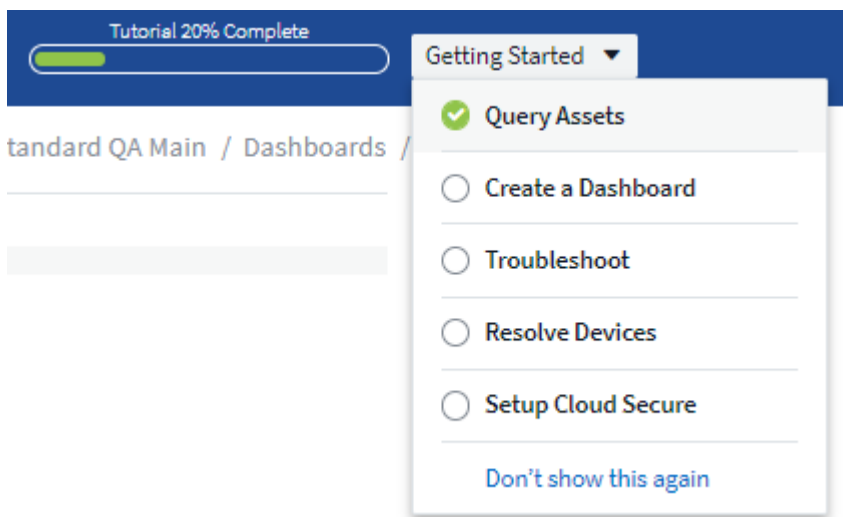 Tutorial 20% Complete
Getting Started
Query Assets
tandard QA Main / Dashboards /
Create a Dashboard
Troubleshoot
Resolve Devices
Setup Cloud Secure
Don't show this again